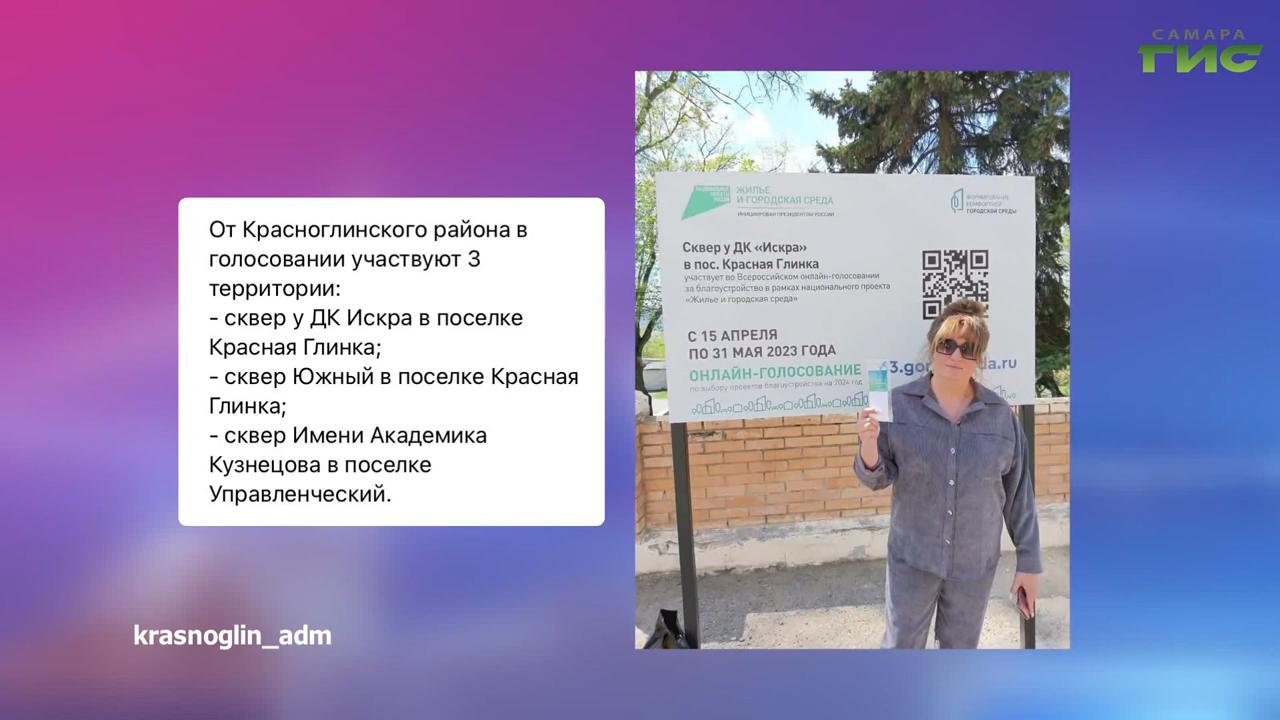 САМАРА
ГИС
От Красноглинского района в
голосовании участвуют 3
территории:
- сквер у ДК Искра в поселке
Красная Глинка;
- сквер Южный в поселке Красная
Глинка;
- сквер Имени Академика
Кузнецова в поселке
Управленческий.
krasnoglin_adm
ЖИЛЬЕ
И ГОРОДСКАЯ СРЕДА
ИНИЦИИРОВАН ПРЕЗИДЕНТОМ РОССИИ
ФОРМИРОВАНИЕ
КОМФОРТНОЙ
ГОРОДСКОЙ СРЕДЫ
Сквер у ДК «Искра»
в пос. Красная Глинка
участвует во Всероссийском онлайн-голосовании
за благоустройство в рамках национального проекта
«Жилье и городская среда»
С 15 АПРЕЛЯ
ПО 31 МАЯ 2023 ГОДА
ОНЛАЙН-ГОЛОСОВАНИЕ
по выбору проектов благоустройства на 2024 год